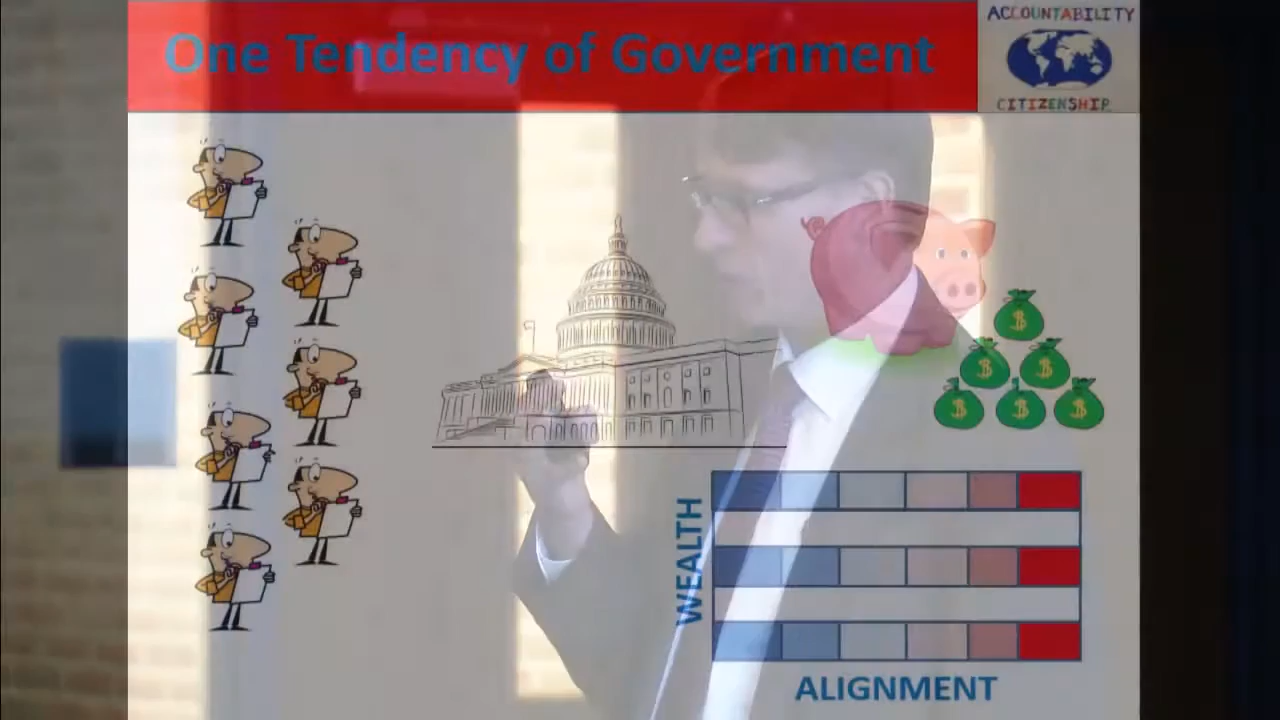 One Tendency of Government
ACCOUNTABILITY
CITIZENSHIP
$
$ $
$ $ $
WEALTH
ALIGNMENT